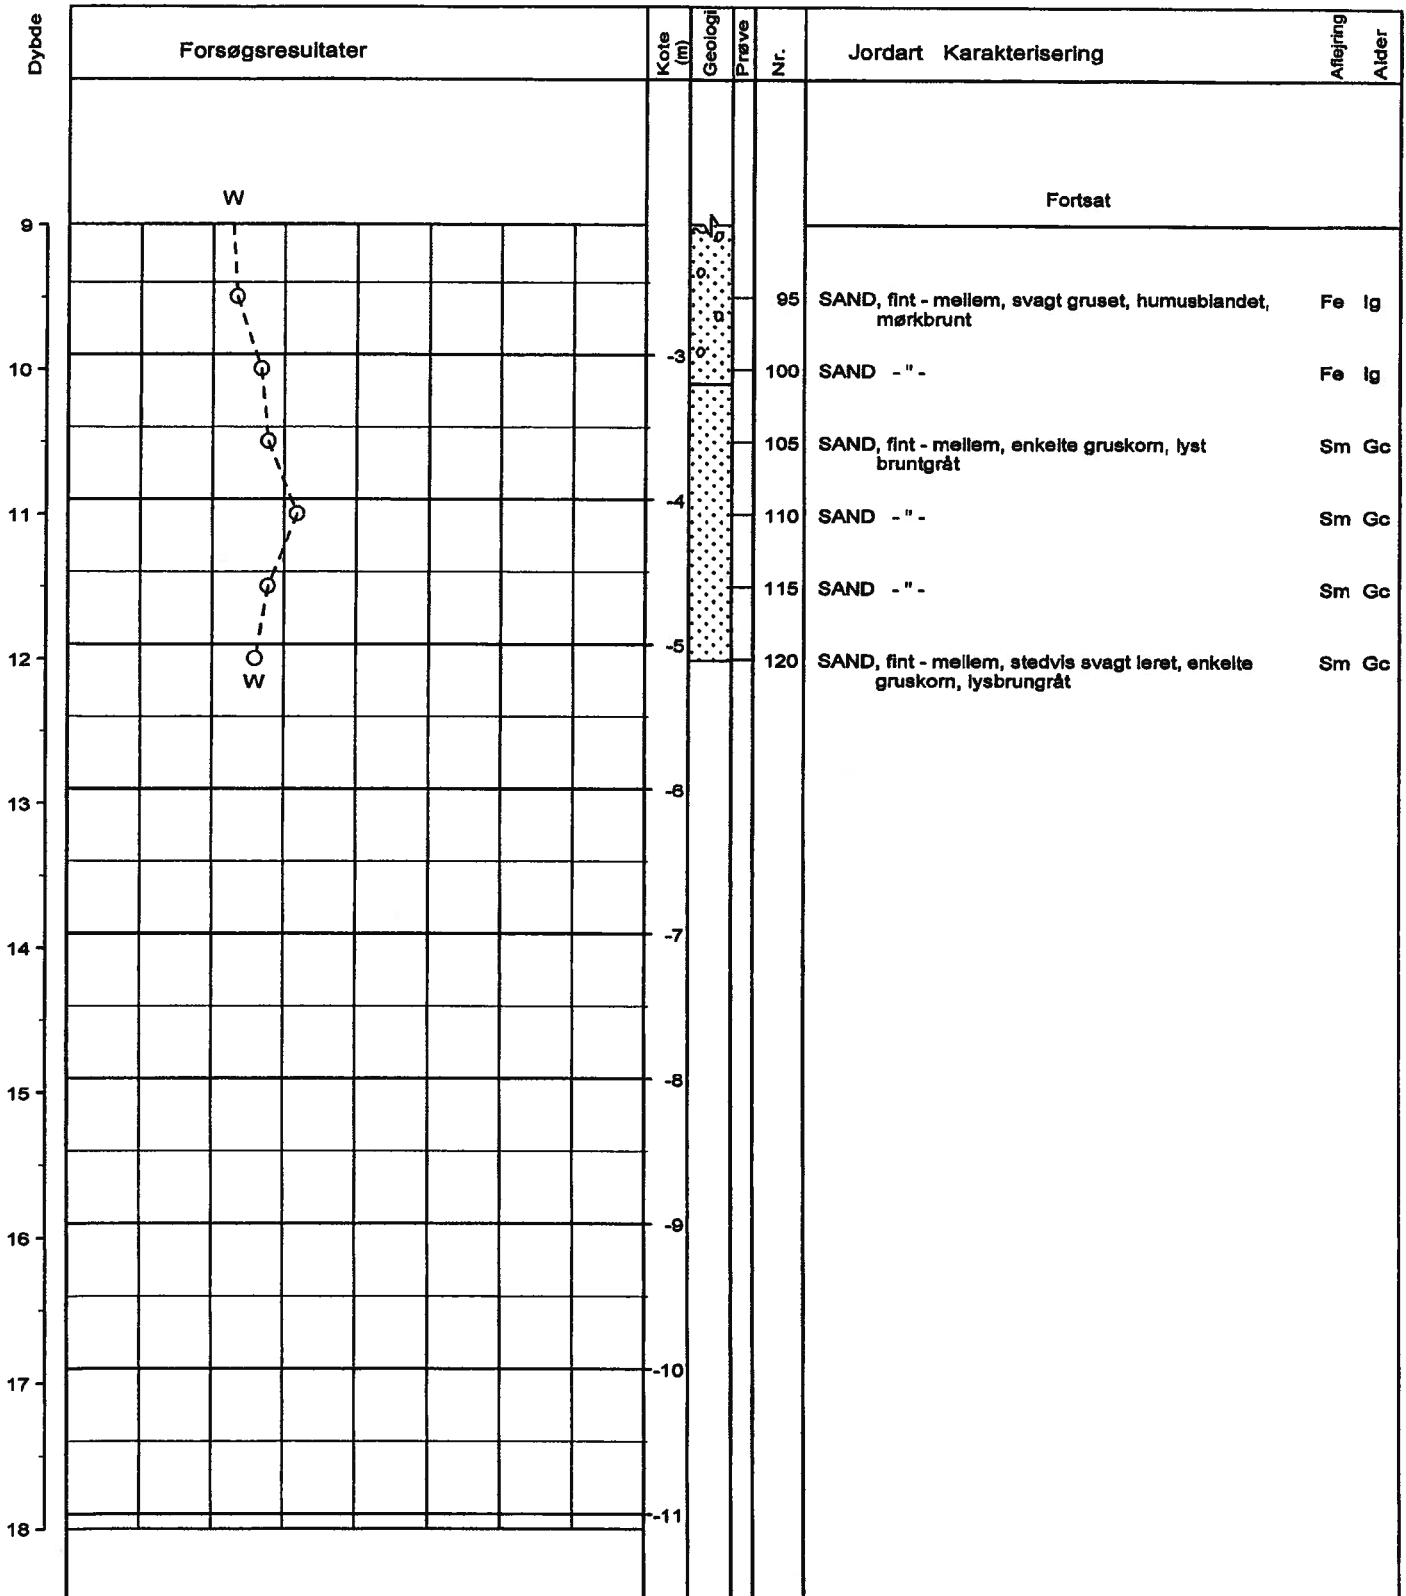 Dybde
Forsøgsresultater
Kote (m)
Geologi
Prøve
Nr.
Jordart Karakterisering
Aflejring
Alder
Fortsat
W
9
95 SAND, fint - mellem, svagt gruset, humusblandet, Fe Ig
mørkbrunt
-3
10
100 SAND - " - Fe Ig
105 SAND, fint - mellem, enkelte gruskorn, lyst Sm Gc
bruntgråt
-4
11
110 SAND - " - Sm Gc
115 SAND - " - Sm Gc
-5
12
120 SAND, fint - mellem, stedvis svagt leret, enkelte Sm Gc
gruskorn, lysbrungråt
W
-6
13
-7
14
-8
15
-9
16
-10
17
-11
18